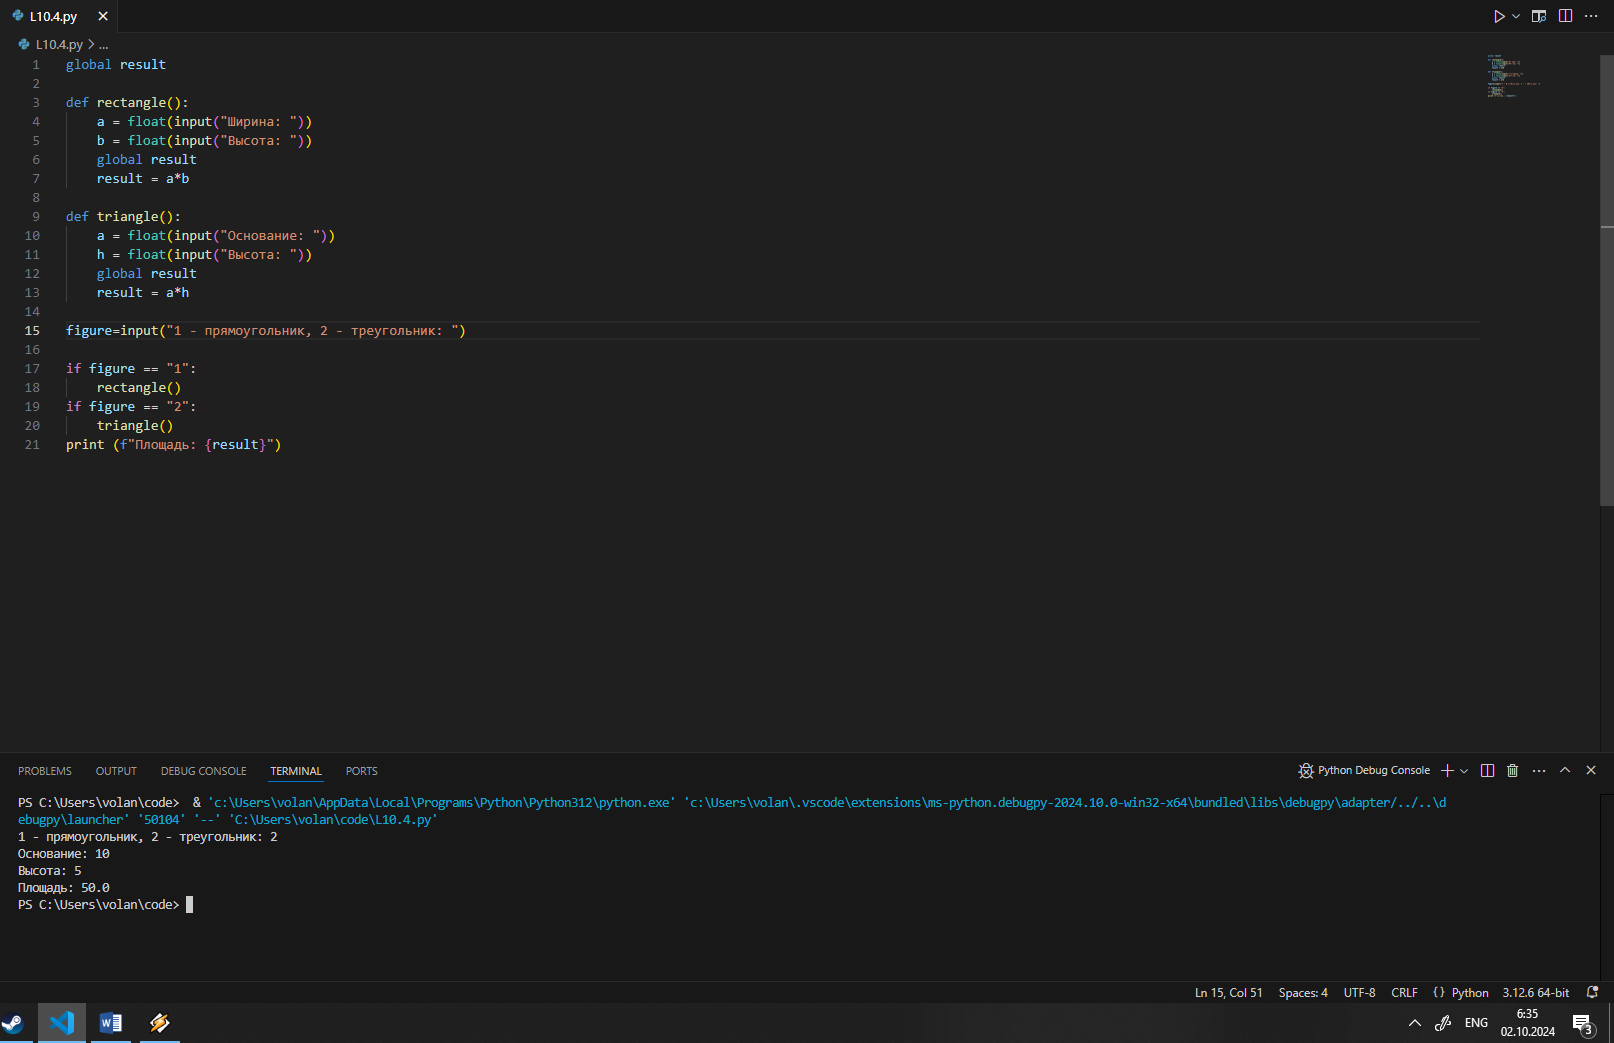 L10.4.py
L10.4.py > ...
1 global result
2
3 def rectangle():
4     a = float(input("Ширина: "))
5     b = float(input("Высота: "))
6     global result
7     result = a*b
8
9 def triangle():
10     a = float(input("Основание: "))
11     h = float(input("Высота: "))
12     global result
13     result = a*h
14
15 figure=input("1 - прямоугольник, 2 - треугольник: ")
16
17 if figure == "1":
18     rectangle()
19 if figure == "2":
20     triangle()
21 print (f"Площадь: {result}")
PROBLEMS OUTPUT DEBUG CONSOLE TERMINAL PORTS Python Debug Console
PS C:\Users\volan\code>  & 'c:\Users\volan\AppData\Local\Programs\Python\Python312\python.exe' 'c:\Users\volan\.vscode\extensions\ms-python.debugpy-2024.10.0-win32-x64\bundled\libs\debugpy\adapter/../..\d
ebugpy\launcher' '50104' '--' 'C:\Users\volan\code\L10.4.py'
1 - прямоугольник, 2 - треугольник: 2
Основание: 10
Высота: 5
Площадь: 50.0
PS C:\Users\volan\code>
Ln 15, Col 51 Spaces: 4 UTF-8 CRLF {} Python 3.12.6 64-bit
ENG
6:35
02.10.2024
3